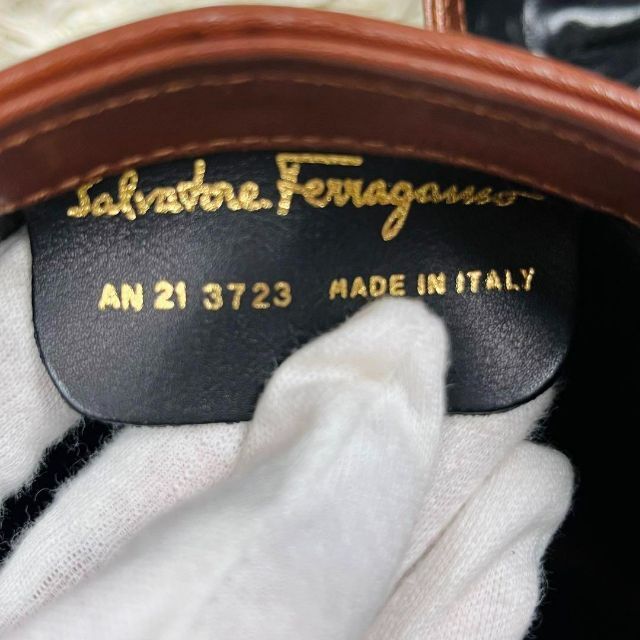 Salvatore Ferragamo
AN 21 3723 MADE IN ITALY